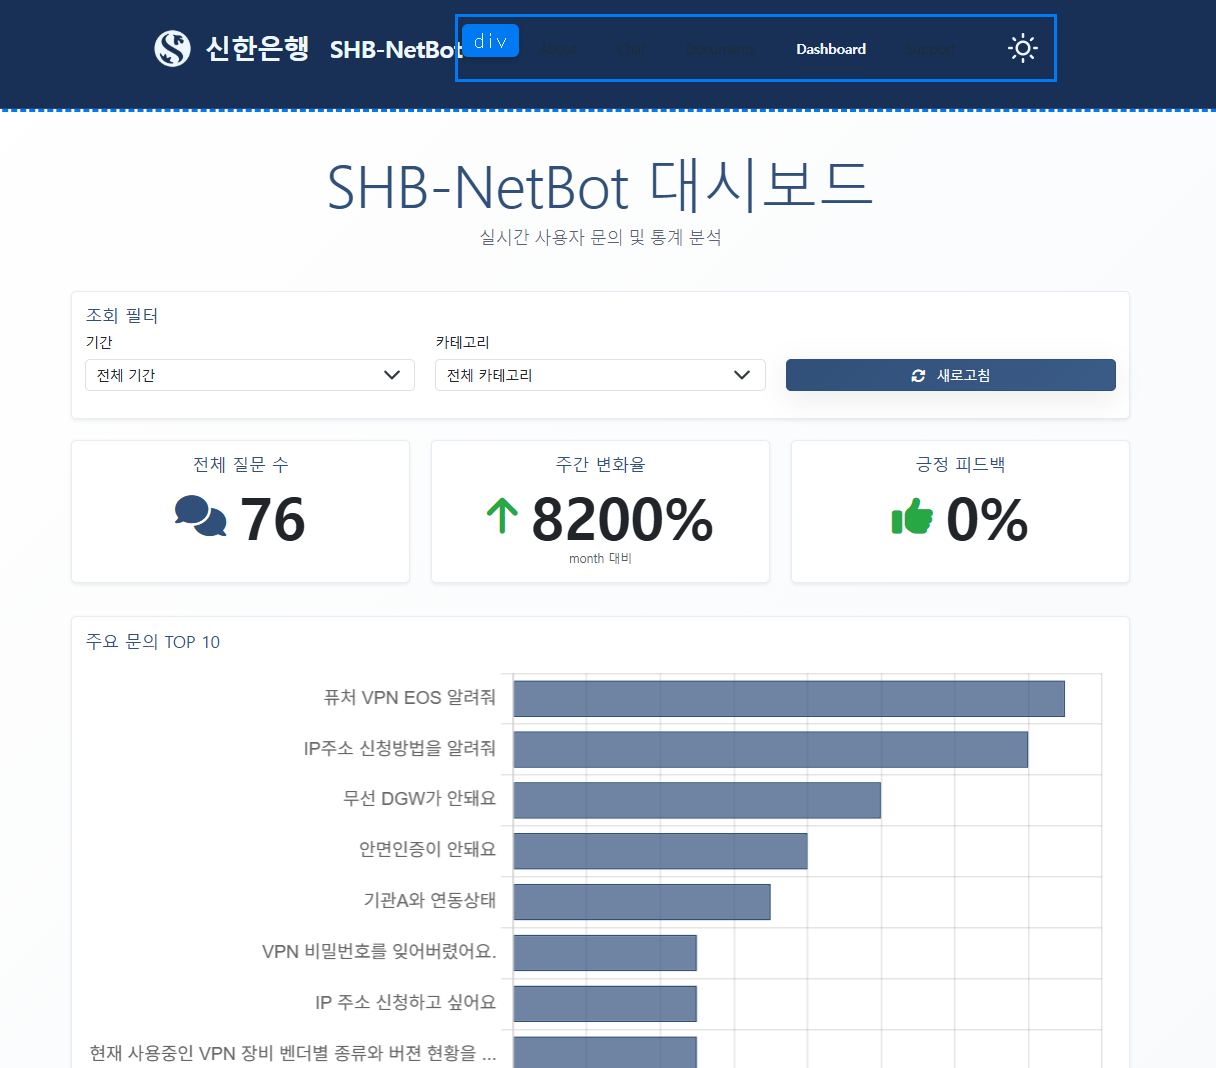 신한은행 SHB-NetBot div About Chat Documents Dashboard Support
SHB-NetBot 대시보드
실시간 사용자 문의 및 통계 분석
조회 필터
기간 카테고리
전체 기간 전체 카테고리 새로고침
전체 질문 수 주간 변화율 긍정 피드백
76 8200% 0%
month 대비
주요 문의 TOP 10
퓨처 VPN EOS 알려줘
IP주소 신청방법을 알려줘
무선 DGW가 안돼요
안면인증이 안돼요
기관A와 연동상태
VPN 비밀번호를 잊어버렸어요.
IP 주소 신청하고 싶어요
현재 사용중인 VPN 장비 벤더별 종류와 버젼 현황을 ...